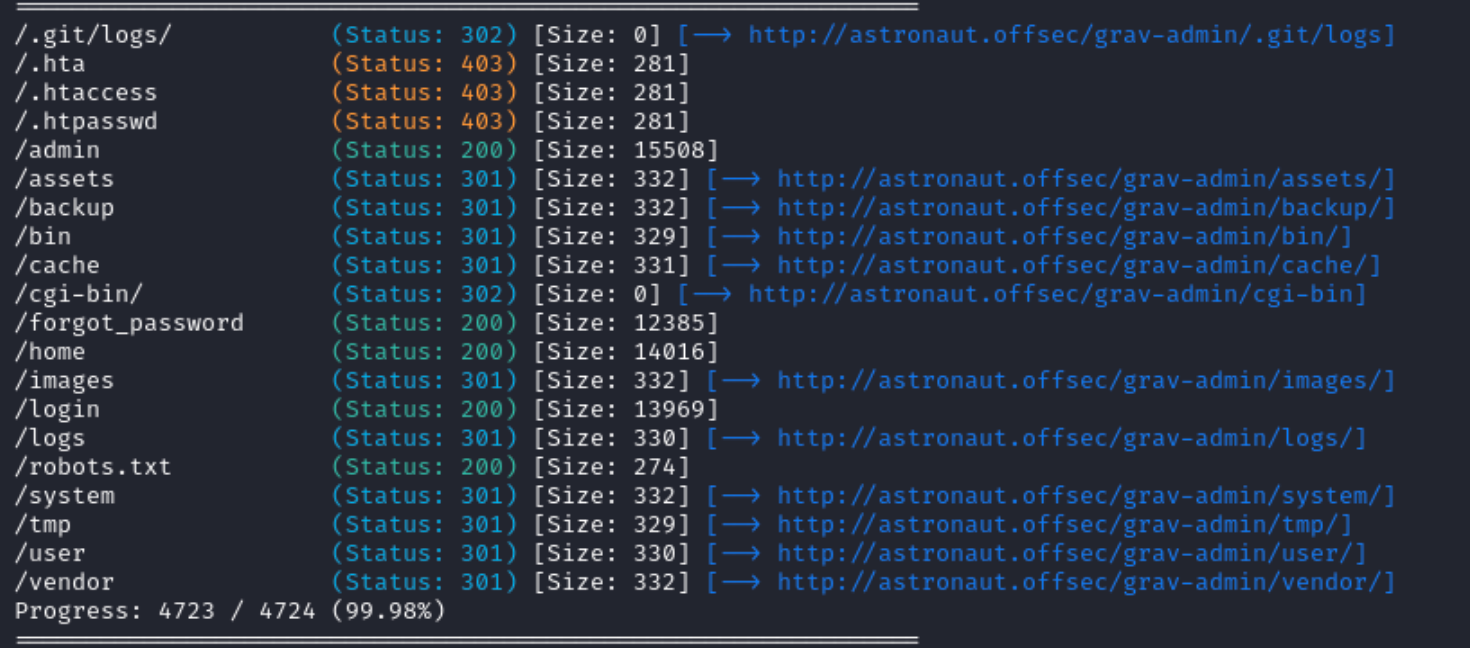 /.git/logs/           (Status: 302) [Size: 0] [--> http://astronaut.offsec/grav-admin/.git/logs]
/.hta                 (Status: 403) [Size: 281]
/.htaccess            (Status: 403) [Size: 281]
/.htpasswd            (Status: 403) [Size: 281]
/admin                (Status: 200) [Size: 15508]
/assets               (Status: 301) [Size: 332] [--> http://astronaut.offsec/grav-admin/assets/]
/backup               (Status: 301) [Size: 332] [--> http://astronaut.offsec/grav-admin/backup/]
/bin                  (Status: 301) [Size: 329] [--> http://astronaut.offsec/grav-admin/bin/]
/cache                (Status: 301) [Size: 331] [--> http://astronaut.offsec/grav-admin/cache/]
/cgi-bin/             (Status: 302) [Size: 0] [--> http://astronaut.offsec/grav-admin/cgi-bin]
/forgot_password      (Status: 200) [Size: 12385]
/home                 (Status: 200) [Size: 14016]
/images               (Status: 301) [Size: 332] [--> http://astronaut.offsec/grav-admin/images/]
/login                (Status: 200) [Size: 13969]
/logs                 (Status: 301) [Size: 330] [--> http://astronaut.offsec/grav-admin/logs/]
/robots.txt           (Status: 200) [Size: 274]
/system               (Status: 301) [Size: 332] [--> http://astronaut.offsec/grav-admin/system/]
/tmp                  (Status: 301) [Size: 329] [--> http://astronaut.offsec/grav-admin/tmp/]
/user                 (Status: 301) [Size: 330] [--> http://astronaut.offsec/grav-admin/user/]
/vendor               (Status: 301) [Size: 332] [--> http://astronaut.offsec/grav-admin/vendor/]
Progress: 4723 / 4724 (99.98%)